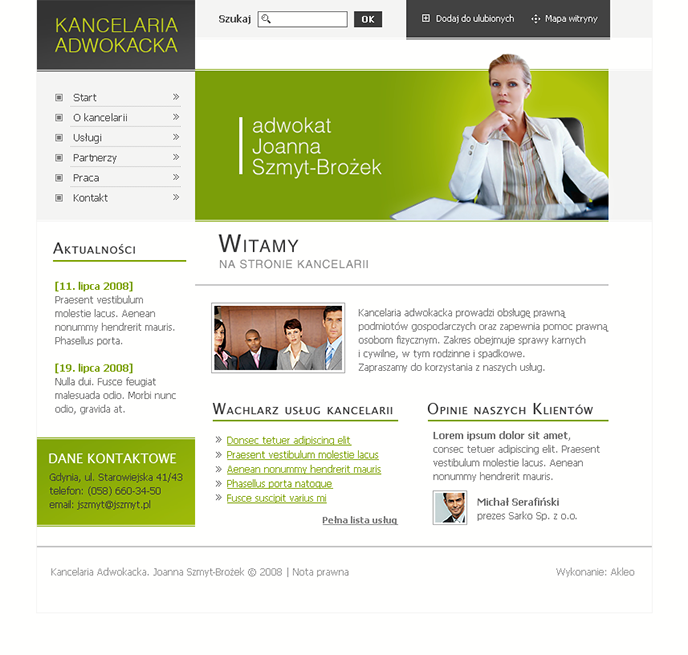 KANCELARIA
ADWOKACKA
Szukaj
OK
Dodaj do ulubionych
Mapa witryny
Start
O kancelarii
Usługi
Partnerzy
Praca
Kontakt
adwokat
Joanna
Szmyt-Brożek
Aktualności
[11. lipca 2008]
Praesent vestibulum
molestie lacus. Aenean
nonummy hendrerit mauris.
Phasellus porta.
[19. lipca 2008]
Nulla dui. Fusce feugiat
malesuada odio. Morbi nunc
odio, gravida at.
DANE KONTAKTOWE
Gdynia, ul. Starowiejska 41/43
telefon: (058) 660-34-50
email: jszmyt@jszmyt.pl
Witamy
NA STRONIE KANCELARII
Kancelaria adwokacka prowadzi obsługę prawną
podmiotów gospodarczych oraz zapewnia pomoc prawną
osobom fizycznym. Zakres obejmuje sprawy karnych
i cywilne, w tym rodzinne i spadkowe.
Zapraszamy do korzystania z naszych usług.
Wachlarz usług kancelarii
Donsec tetuer adipiscing elit
Praesent vestibulum molestie lacus
Aenean nonummy hendrerit mauris
Phasellus porta natoque
Fusce suscipit varius mi
Pełna lista usług
Opinie naszych Klientów
Lorem ipsum dolor sit amet,
consec tetuer adipiscing elit. Praesent
vestibulum molestie lacus. Aenean
nonummy hendrerit mauris.
Michał Serafiński
prezes Sarko Sp. z o.o.
Kancelaria Adwokacka. Joanna Szmyt-Brożek © 2008 | Nota prawna
Wykonanie: Akleo